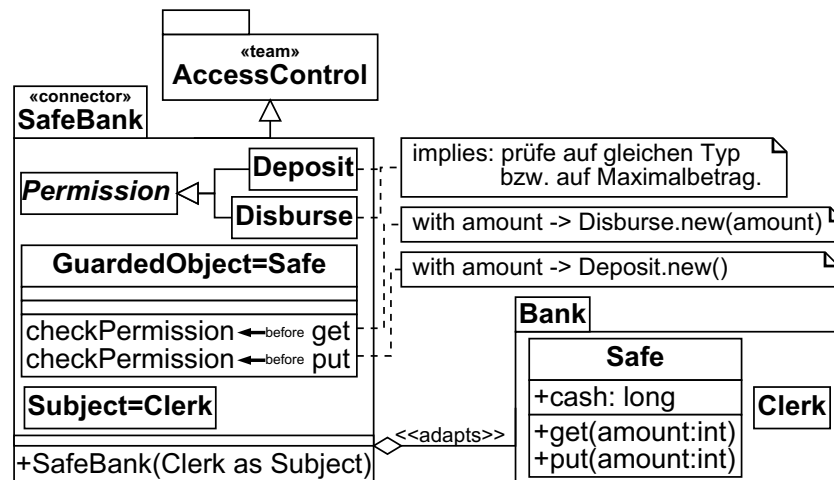 «team»
AccessControl
«connector»
SafeBank
Permission
Deposit
Disburse
implies: prüfe auf gleichen Typ
bzw. auf Maximalbetrag.
with amount -> Disburse.new(amount)
with amount -> Deposit.new()
GuardedObject=Safe
checkPermission before get
checkPermission before put
Subject=Clerk
+SafeBank(Clerk as Subject)
<<adapts>>
Bank
Safe
+cash: long
+get(amount:int)
+put(amount:int)
Clerk